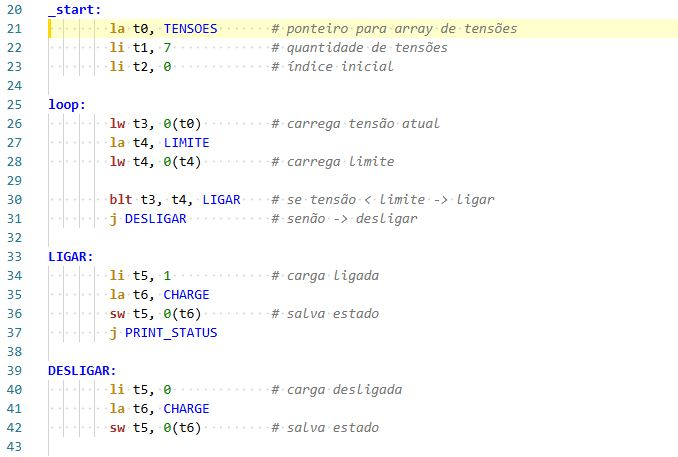 20 _start:
21 la t0, TENSOES # ponteiro para array de tensões
22 li t1, 7 # quantidade de tensões
23 li t2, 0 # índice inicial
24
25 loop:
26 lw t3, 0(t0) # carrega tensão atual
27 la t4, LIMITE
28 lw t4, 0(t4) # carrega limite
29
30 blt t3, t4, LIGAR # se tensão < limite -> ligar
31 j DESLIGAR # senão -> desligar
32
33 LIGAR:
34 li t5, 1 # carga ligada
35 la t6, CHARGE
36 sw t5, 0(t6) # salva estado
37 j PRINT_STATUS
38
39 DESLIGAR:
40 li t5, 0 # carga desligada
41 la t6, CHARGE
42 sw t5, 0(t6) # salva estado
43